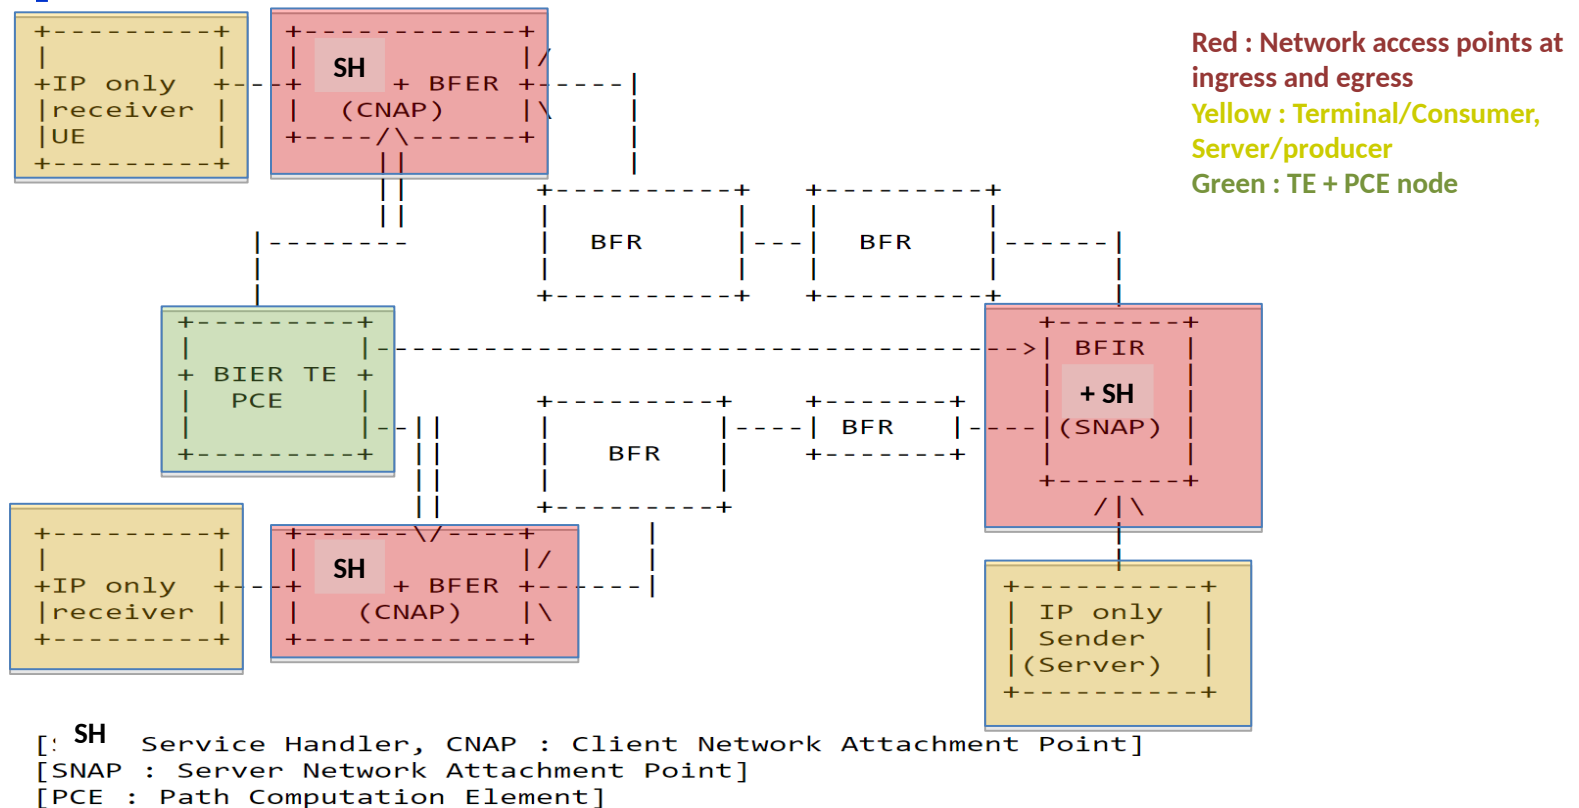 SH
+ BFER
(CNAP)
IP only
receiver
UE
Red : Network access points at
ingress and egress
Yellow : Terminal/Consumer,
Server/producer
Green : TE + PCE node
BFR
BFR
BIER TE
PCE
BFIR
+ SH
(SNAP)
BFR
BFR
IP only
receiver
SH
+ BFER
(CNAP)
IP only
Sender
(Server)
[SH Service Handler, CNAP : Client Network Attachment Point]
[SNAP : Server Network Attachment Point]
[PCE : Path Computation Element]